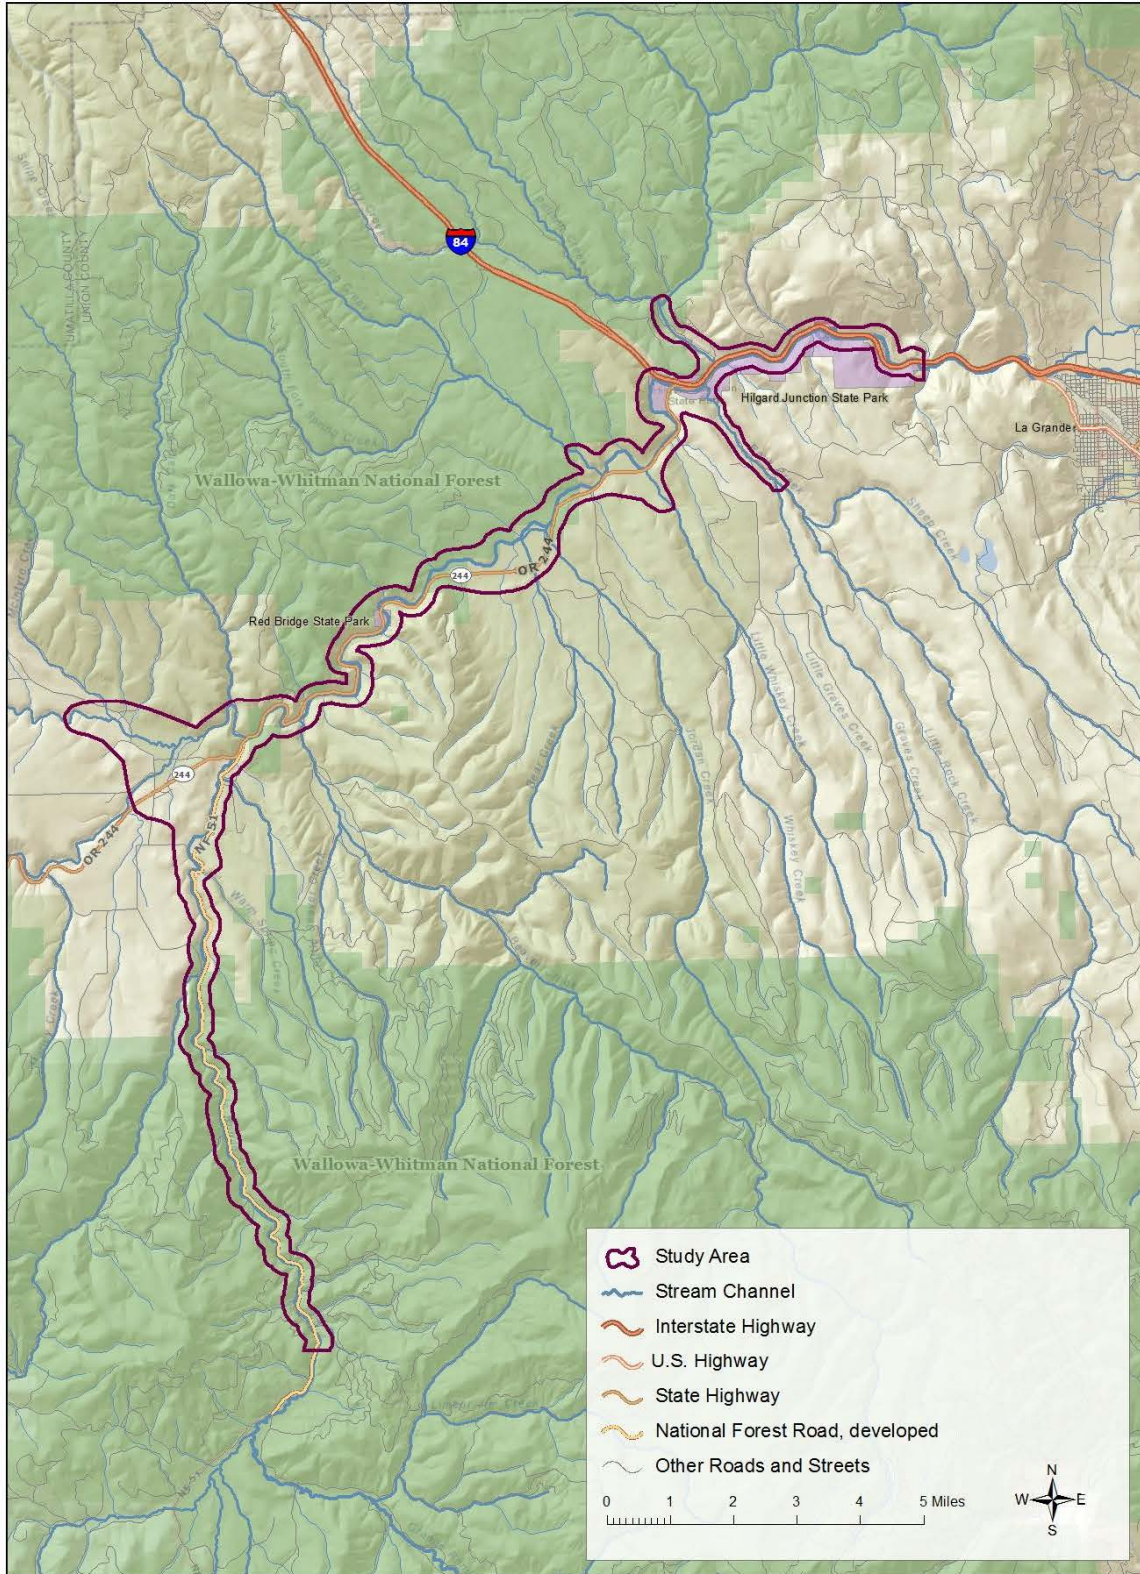 84
UMATILLA COUNTY
UNION COUNTY
Hilgard Junction State Park
La Grande
Wallowa-Whitman National Forest
Sheep Creek
OR 244
244
Red Bridge State Park
Little Whiskey Creek
Little Graves Creek
Graves Creek
Little Rock Creek
Jordan Creek
Whiskey Creek
244
OR 244
NF 51
Warm Spring Creek
Wallowa-Whitman National Forest
Study Area
Stream Channel
Interstate Highway
U.S. Highway
State Highway
National Forest Road, developed
Other Roads and Streets
0 1 2 3 4 5 Miles
N
W E
S